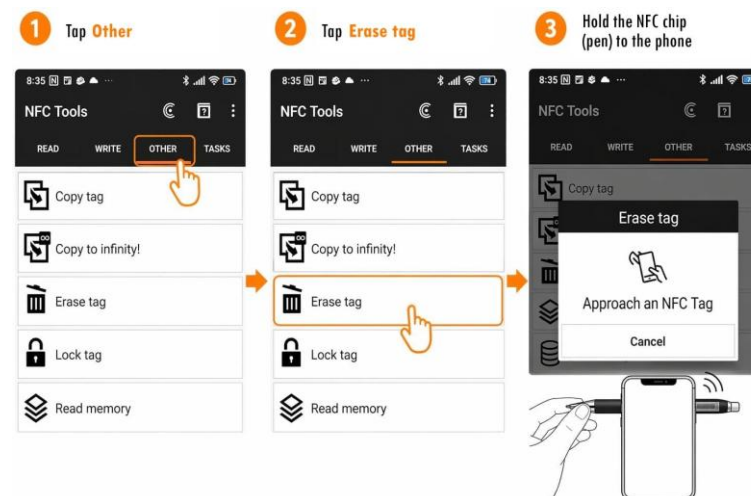 1 Tap Other
2 Tap Erase tag
3 Hold the NFC chip
(pen) to the phone
8:35
NFC Tools
READ WRITE OTHER TASKS
Copy tag
Copy to infinity!
Erase tag
Lock tag
Read memory
8:35
NFC Tools
READ WRITE OTHER TASKS
Copy tag
Copy to infinity!
Erase tag
Lock tag
Read memory
8:35
NFC Tools
READ WRITE OTHER TASKS
Copy tag
Erase tag
Approach an NFC Tag
Cancel